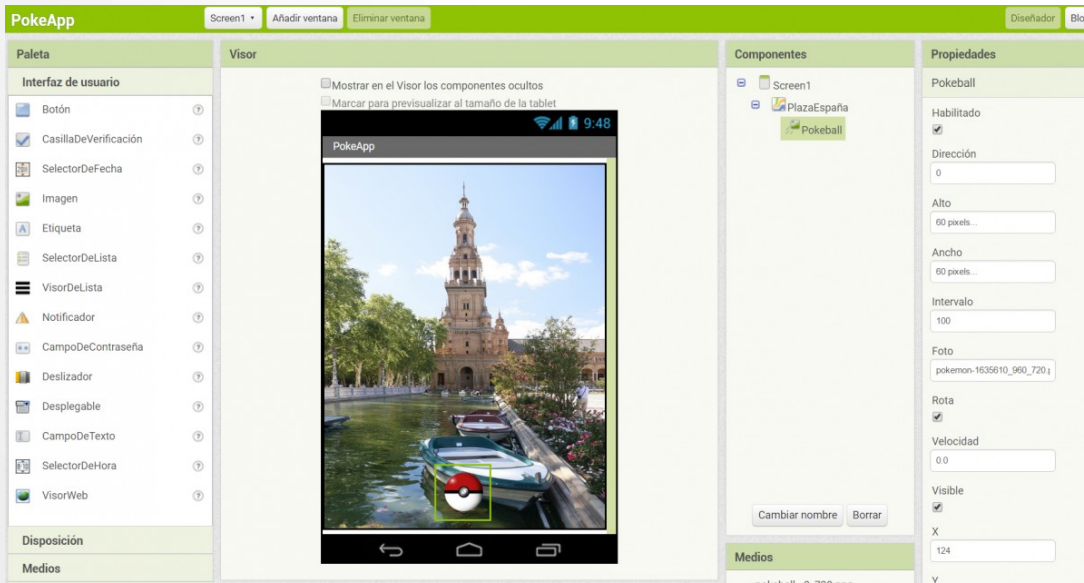 PokeApp
Screen1
Añadir ventana
Eliminar ventana
Diseñador
Paleta
Interfaz de usuario
Botón
CasillaDeVerificación
SelectorDeFecha
Imagen
Etiqueta
SelectorDeLista
VisorDeLista
Notificador
CampoDeContraseña
Deslizador
Desplegable
CampoDeTexto
SelectorDeHora
VisorWeb
Disposición
Medios
Visor
Mostrar en el Visor los componentes ocultos
Marcar para previsualizar al tamaño de la tablet
9:48
PokeApp
Componentes
Screen1
PlazaEspaña
Pokeball
Cambiar nombre
Borrar
Medios
Propiedades
Pokeball
Habilitado
Dirección
0
Alto
60 pixels...
Ancho
60 pixels...
Intervalo
100
Foto
pokemon-1635610_960_720.
Rota
Velocidad
0.0
Visible
X
124
Y